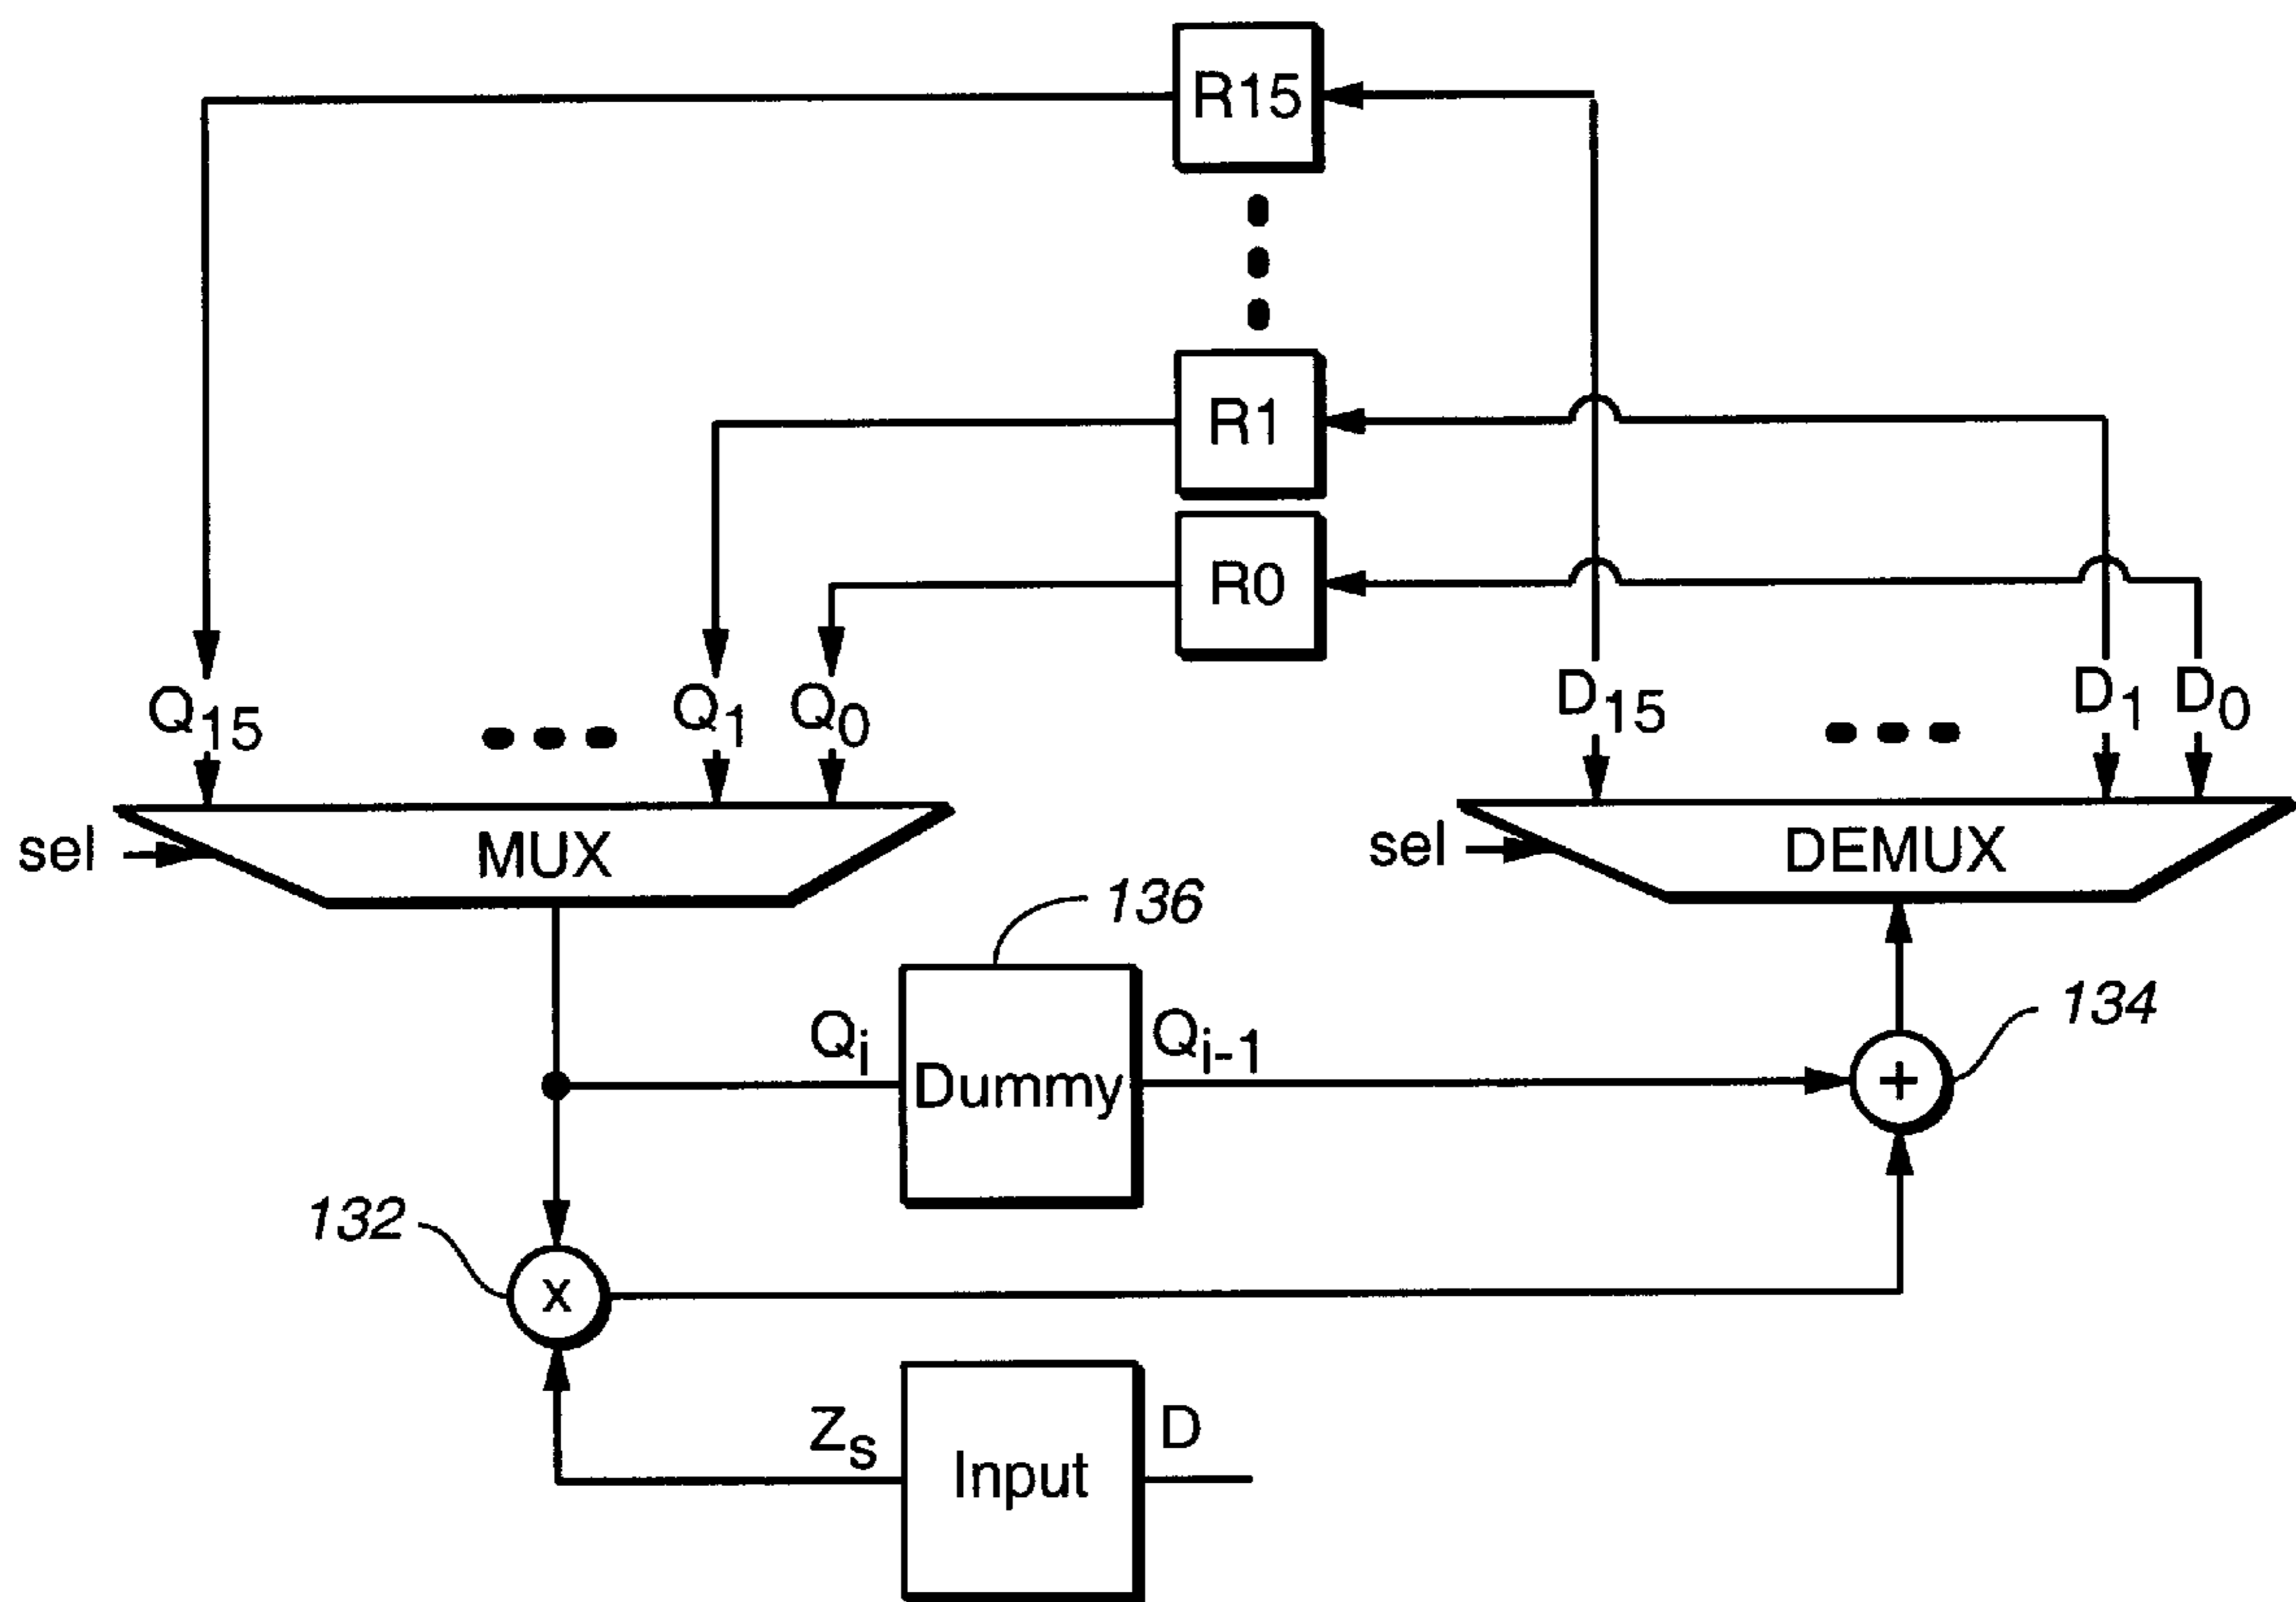 R15
R1
R0
Q15
Q1
Q0
D15
D1
D0
sel
MUX
sel
DEMUX
136
Qi
Dummy
Qi-1
134
+
132
x
Zs
Input
D